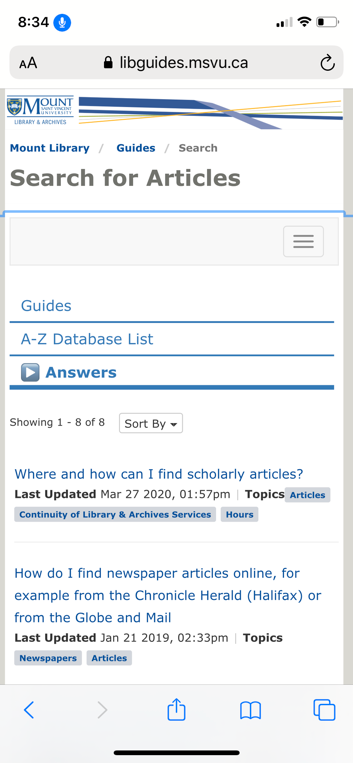 8:34
AA libguides.msvu.ca
MOUNT
SAINT VINCENT
UNIVERSITY
LIBRARY & ARCHIVES
Mount Library / Guides / Search
Search for Articles
Guides
A-Z Database List
Answers
Showing 1 - 8 of 8 Sort By
Where and how can I find scholarly articles?
Last Updated Mar 27 2020, 01:57pm | Topics Articles
Continuity of Library & Archives Services Hours
How do I find newspaper articles online, for
example from the Chronicle Herald (Halifax) or
from the Globe and Mail
Last Updated Jan 21 2019, 02:33pm | Topics
Newspapers Articles